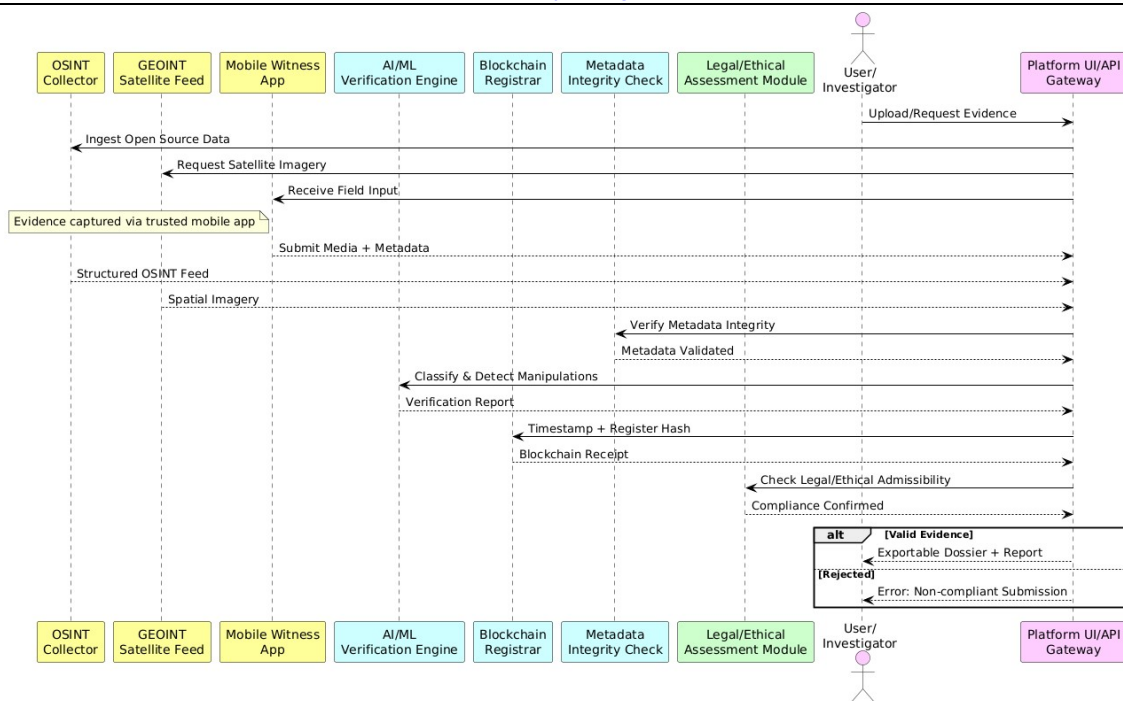 OSINT
Collector
GEOINT
Satellite Feed
Mobile Witness
App
AI/ML
Verification Engine
Blockchain
Registrar
Metadata
Integrity Check
Legal/Ethical
Assessment Module
User/
Investigator
Platform UI/API
Gateway
Upload/Request Evidence
Ingest Open Source Data
Request Satellite Imagery
Receive Field Input
Evidence captured via trusted mobile app
Submit Media + Metadata
Structured OSINT Feed
Spatial Imagery
Verify Metadata Integrity
Metadata Validated
Classify & Detect Manipulations
Verification Report
Timestamp + Register Hash
Blockchain Receipt
Check Legal/Ethical Admissibility
Compliance Confirmed
alt [Valid Evidence]
Exportable Dossier + Report
[Rejected]
Error: Non-compliant Submission
OSINT
Collector
GEOINT
Satellite Feed
Mobile Witness
App
AI/ML
Verification Engine
Blockchain
Registrar
Metadata
Integrity Check
Legal/Ethical
Assessment Module
User/
Investigator
Platform UI/API
Gateway